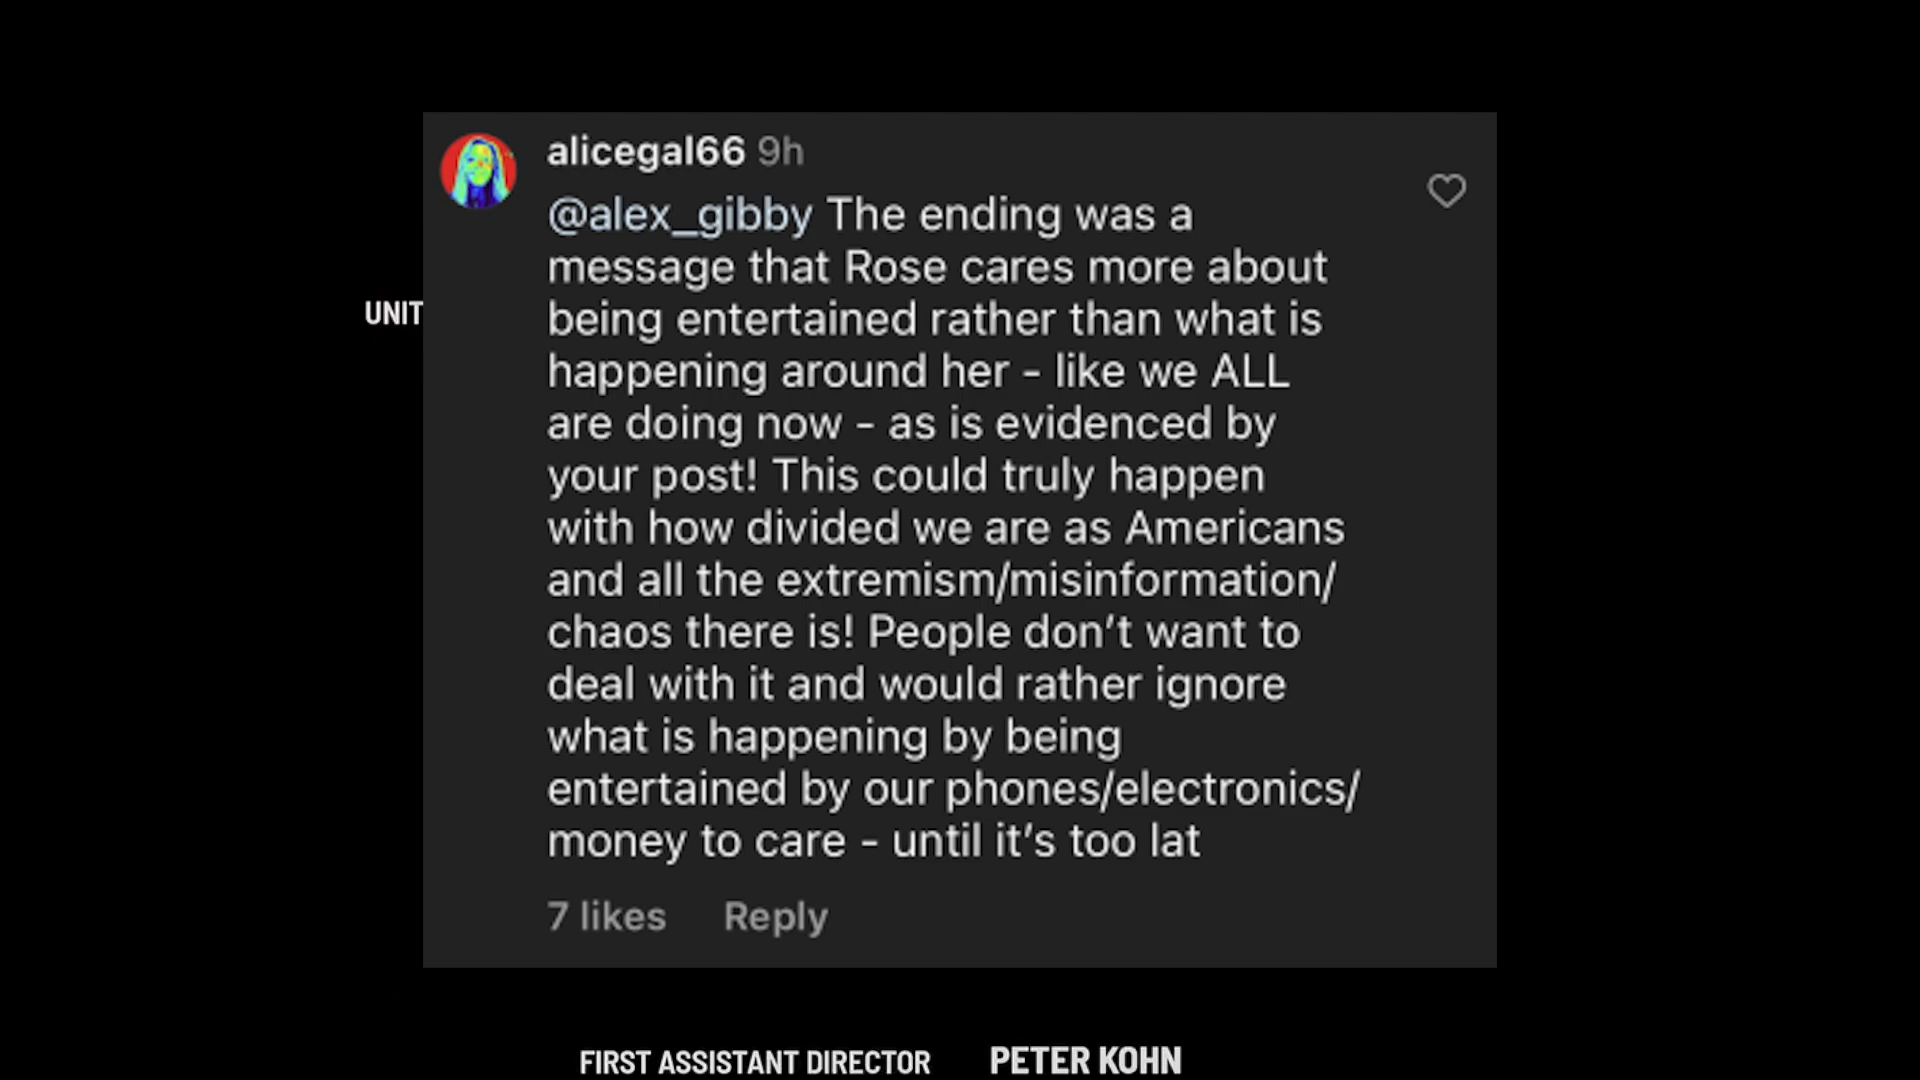 alicegal66 9h
@alex_gibby The ending was a
message that Rose cares more about
being entertained rather than what is
happening around her - like we ALL
are doing now - as is evidenced by
your post! This could truly happen
with how divided we are as Americans
and all the extremism/misinformation/
chaos there is! People don’t want to
deal with it and would rather ignore
what is happening by being
entertained by our phones/electronics/
money to care - until it’s too lat
7 likes Reply
UNIT
FIRST ASSISTANT DIRECTOR PETER KOHN